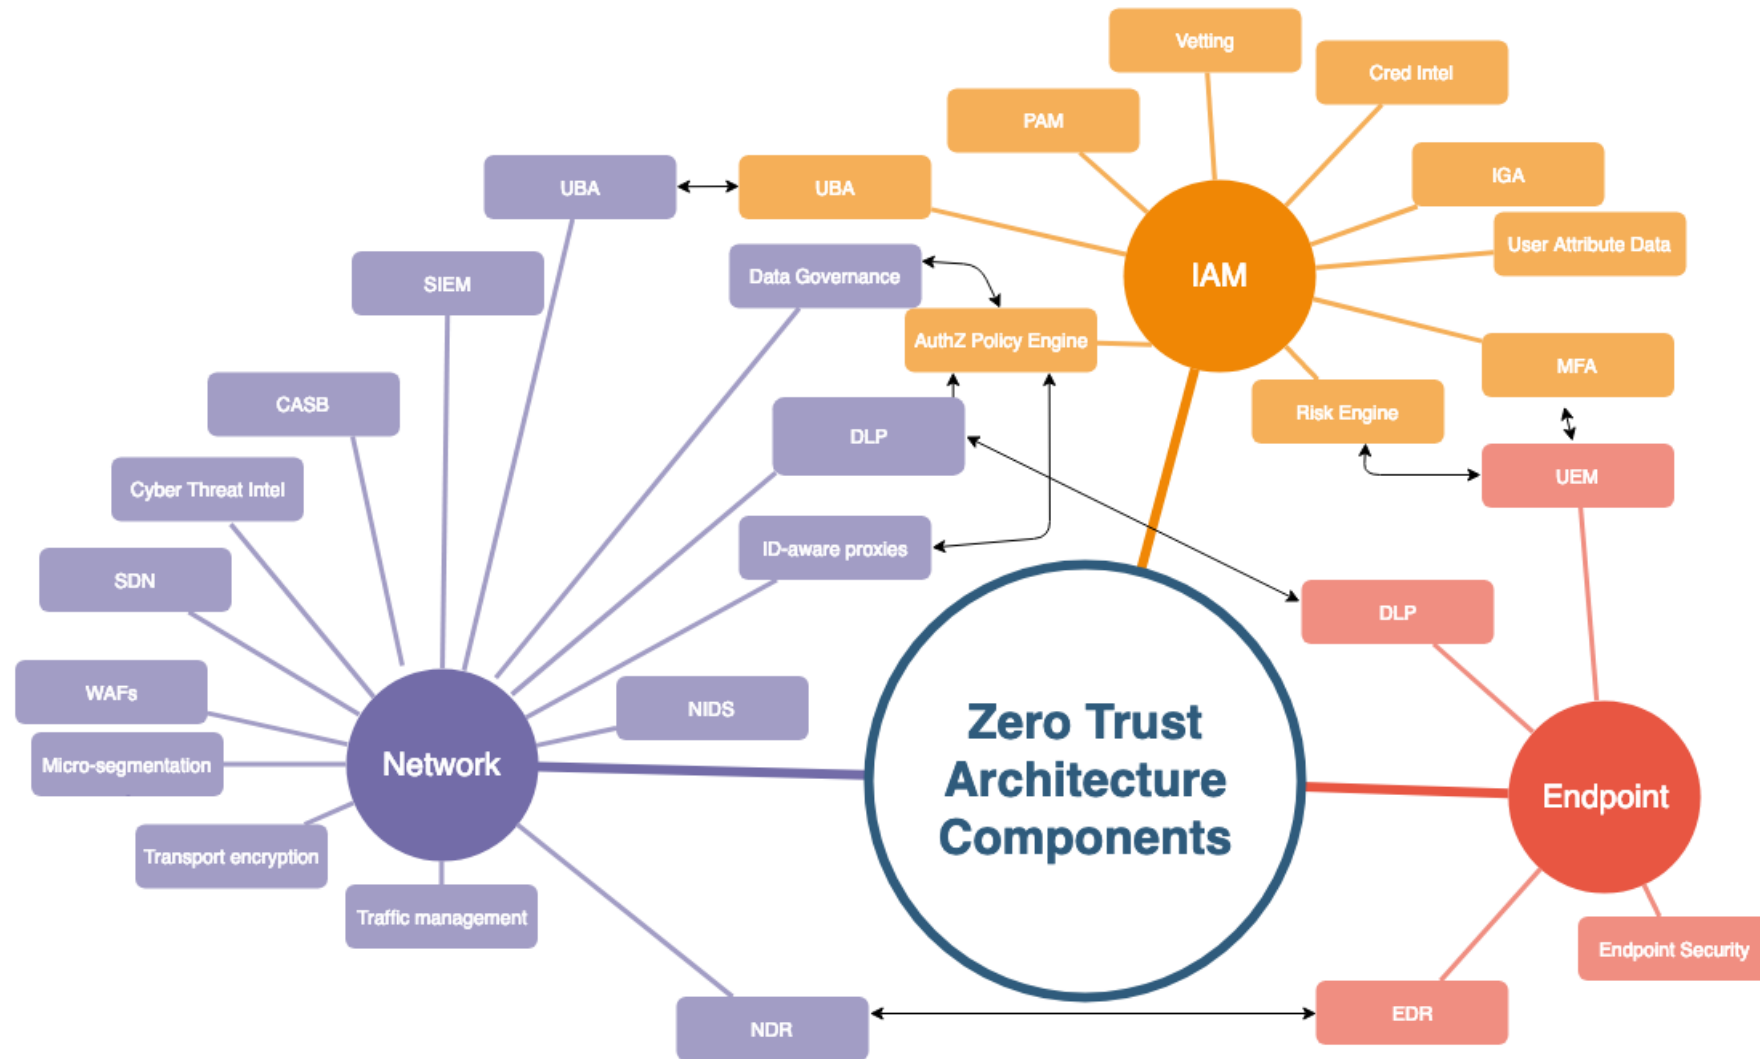 Vetting
Cred Intel
PAM
IGA
UBA
UBA
User Attribute Data
SIEM
Data Governance
IAM
AuthZ Policy Engine
MFA
CASB
Risk Engine
DLP
Cyber Threat Intel
UEM
ID-aware proxies
SDN
DLP
WAFs
NIDS
Zero Trust
Architecture
Components
Micro-segmentation
Network
Endpoint
Transport encryption
Traffic management
Endpoint Security
NDR
EDR